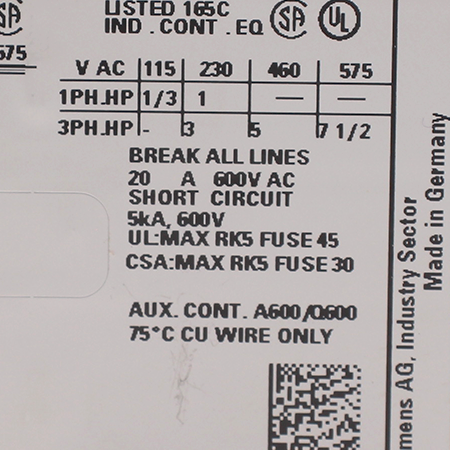 LISTED 165C
IND . CONT . EQ
575
V AC 115 230 460 575
1PH.HP 1/3 1 — —
3PH.HP - 3 5 7 1/2
BREAK ALL LINES
20 A 600V AC
SHORT CIRCUIT
5kA, 600V
UL:MAX RK5 FUSE 45
CSA:MAX RK5 FUSE 30
AUX. CONT. A600/Q600
75°C CU WIRE ONLY
mens AG, Industry Sector
Made in Germany